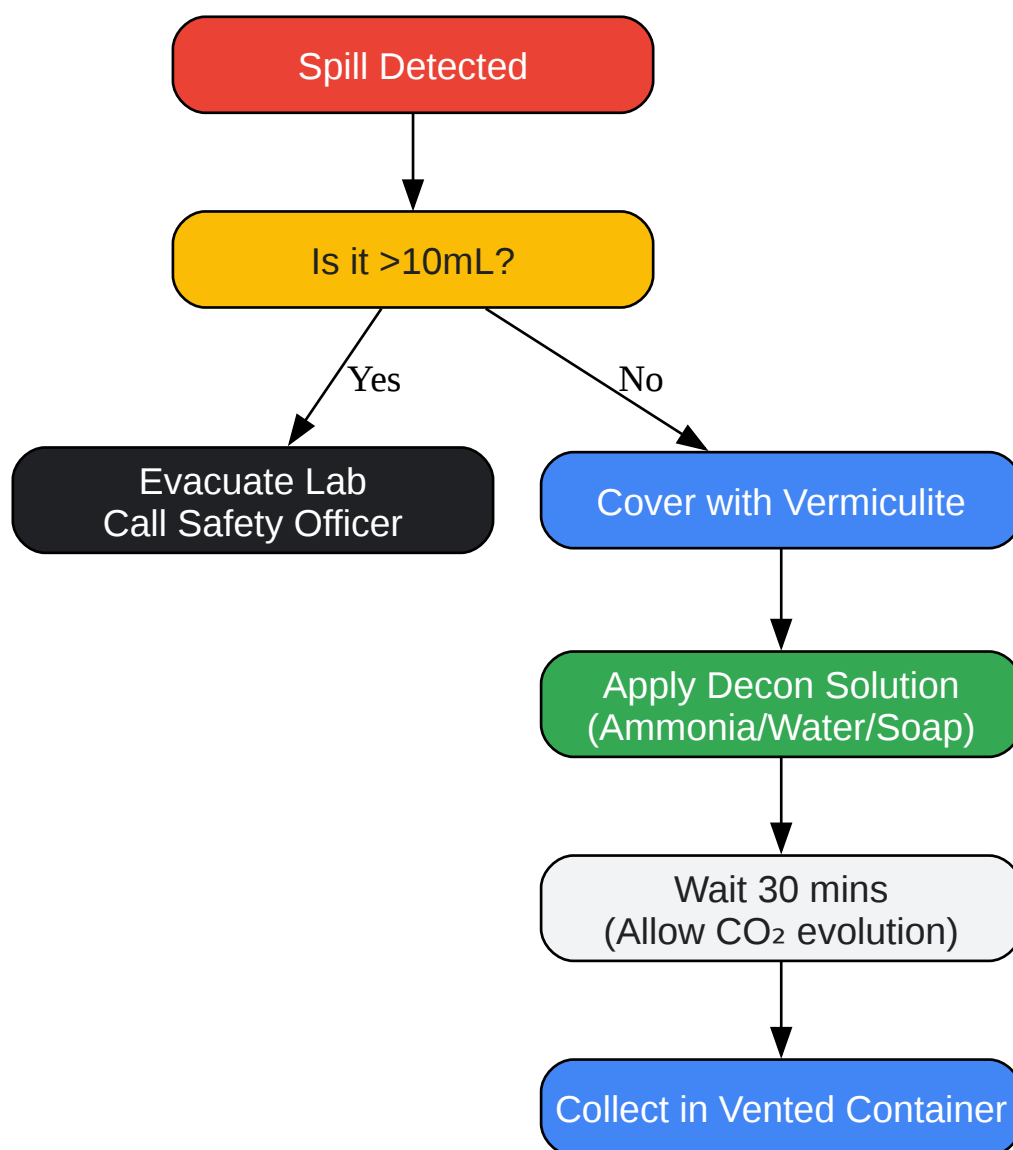 Spill Detected
Is it >10mL?
Yes
No
Evacuate Lab
Call Safety Officer
Cover with Vermiculite
Apply Decon Solution
(Ammonia/Water/Soap)
Wait 30 mins
(Allow CO₂ evolution)
Collect in Vented Container